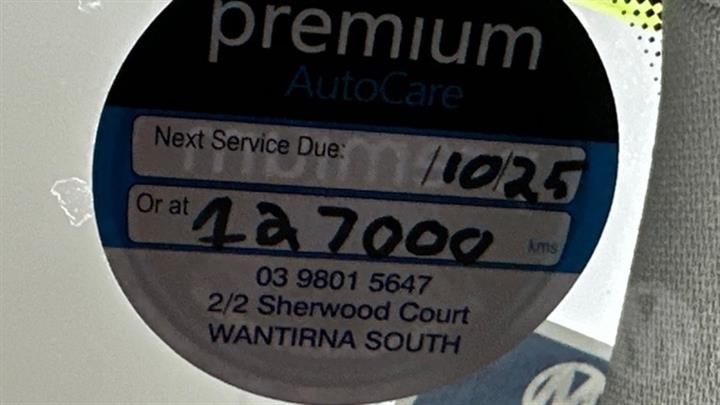 premium
AutoCare
Next Service Due: /10/25
Or at 127000 kms
03 9801 5647
2/2 Sherwood Court
WANTIRNA SOUTH